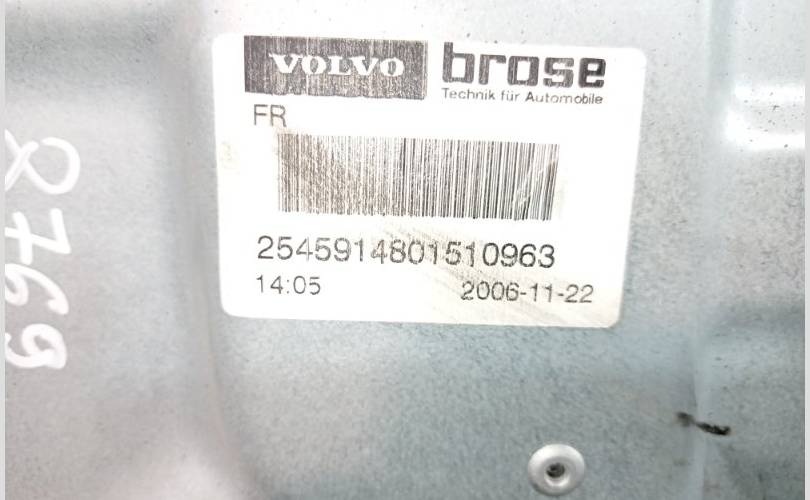 VOLVO brose
Technik für Automobile
FR
2545914801510963
14:05 2006-11-22
8769